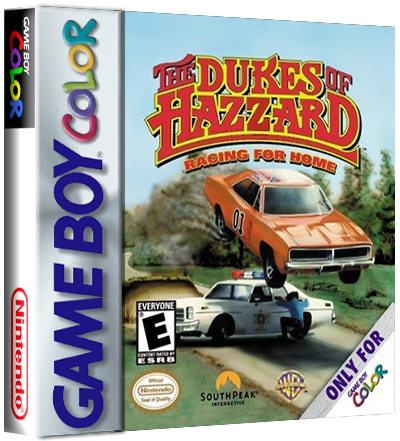 GAME BOY
COLOR
Nintendo
GAME BOY COLOR
THE DUKES OF
HAZZARD
RACING FOR HOME
01
EVERYONE
E
CONTENT RATED BY
ESRB
Official
Nintendo
Seal of Quality
SOUTHPEAK
INTERACTIVE
ONLY FOR
GAME BOY
COLOR